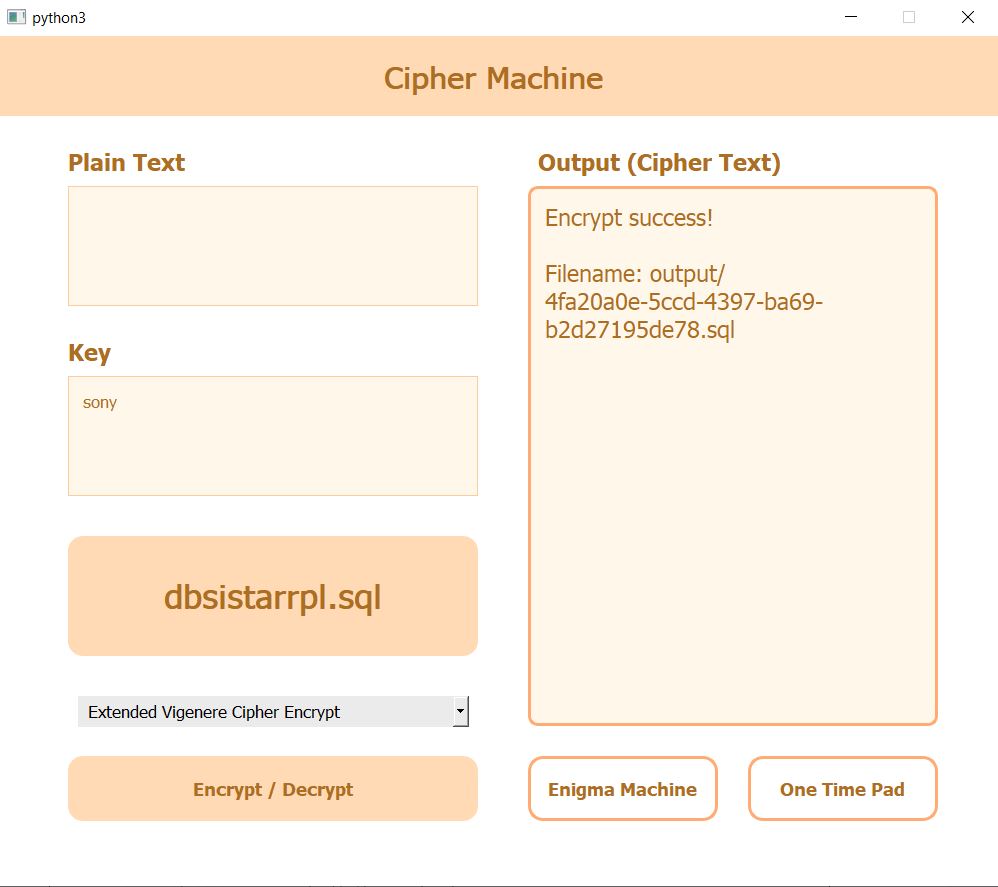 python3
Cipher Machine
Plain Text
Key
sony
dbsistarrpl.sql
Extended Vigenere Cipher Encrypt
Encrypt / Decrypt
Output (Cipher Text)
Encrypt success!
Filename: output/
4fa20a0e-5ccd-4397-ba69-
b2d27195de78.sql
Enigma Machine
One Time Pad